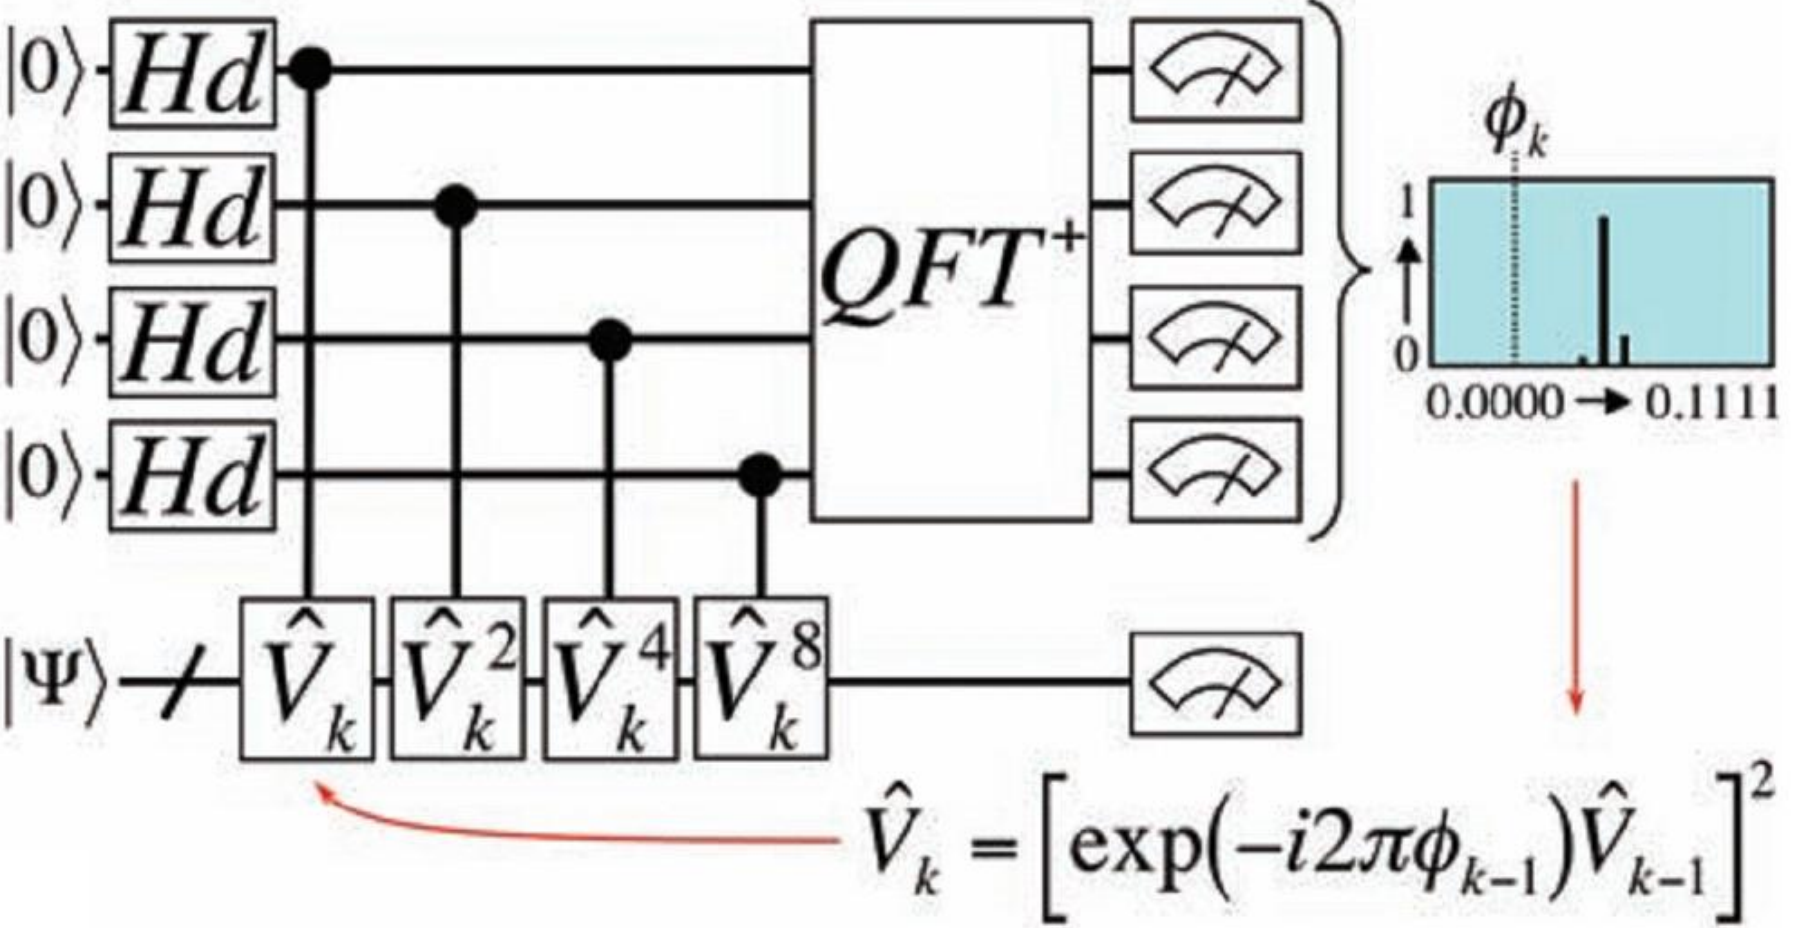 |0⟩ Hd
|0⟩ Hd
|0⟩ Hd
|0⟩ Hd
QFT⁺
ϕₖ
1
0
0.0000 → 0.1111
|Ψ⟩ V̂ₖ V̂ₖ² V̂ₖ⁴ V̂ₖ⁸
V̂ₖ = [exp(−i2πϕₖ₋₁)V̂ₖ₋₁]²